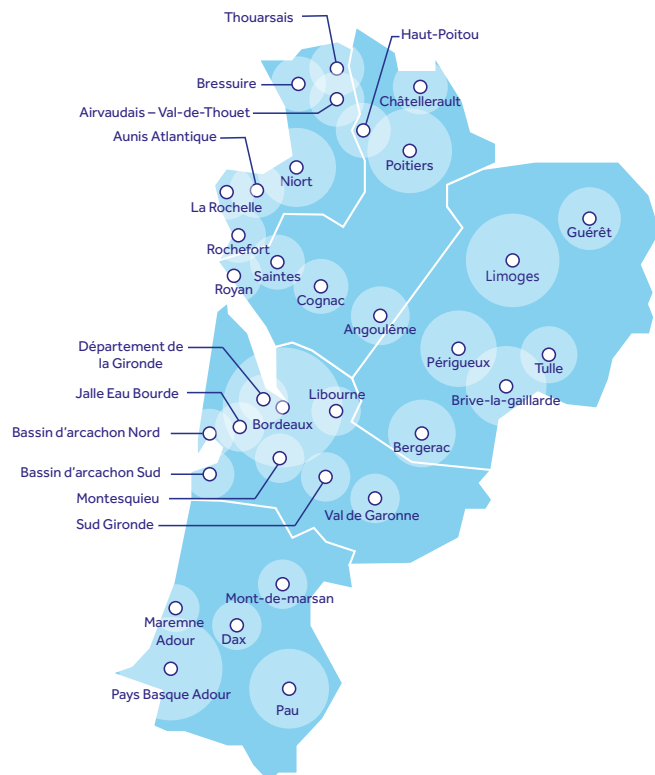 Thouarsais
Haut-Poitou
Bressuire
Châtellerault
Airvaudais – Val-de-Thouet
Aunis Atlantique
Poitiers
Niort
La Rochelle
Guérêt
Rochefort
Limoges
Saintes
Royan
Cognac
Angoulême
Département de
la Gironde
Périgueux
Tulle
Jalle Eau Bourde
Libourne
Brive-la-gaillarde
Bordeaux
Bassin d'arcachon Nord
Bergerac
Bassin d'arcachon Sud
Montesquieu
Val de Garonne
Sud Gironde
Mont-de-marsan
Maremne
Adour
Dax
Pays Basque Adour
Pau